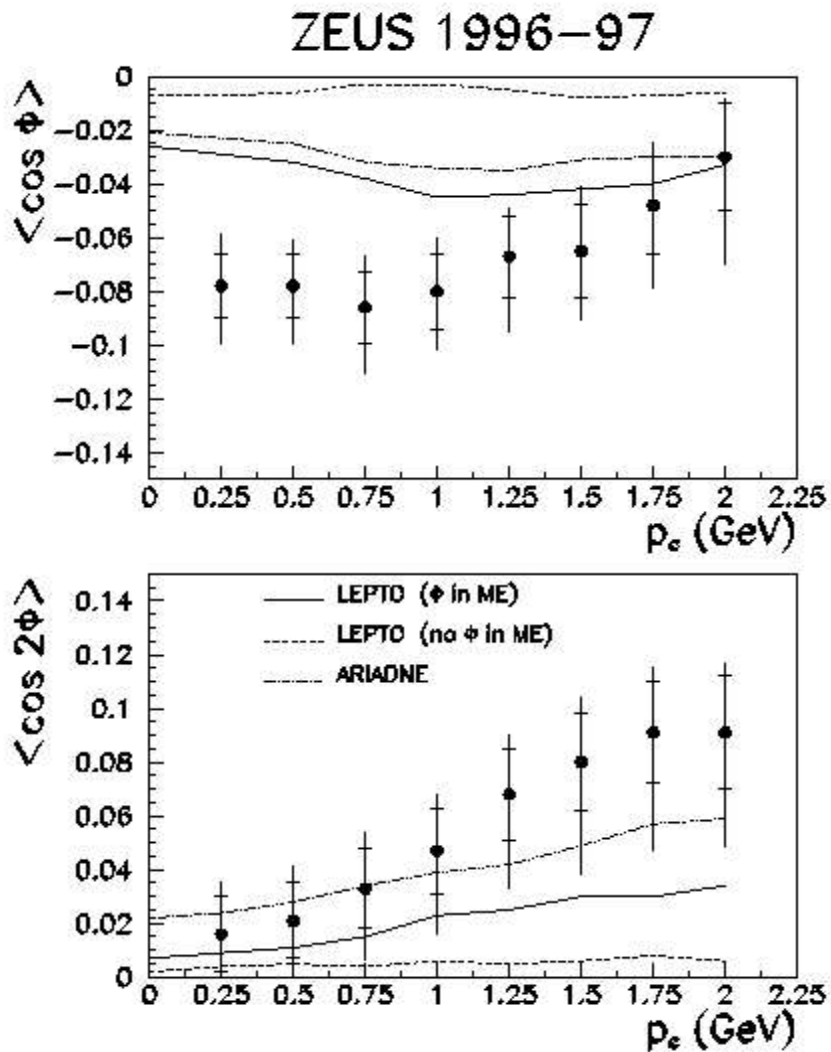 ZEUS 1996-97
<cos ϕ>
0
-0.02
-0.04
-0.06
-0.08
-0.1
-0.12
-0.14
0 0.25 0.5 0.75 1 1.25 1.5 1.75 2 2.25
p_c (GeV)
<cos 2ϕ>
0.14
0.12
0.1
0.08
0.06
0.04
0.02
0
LEPTO (ϕ in ME)
LEPTO (no ϕ in ME)
ARIADNE
0 0.25 0.5 0.75 1 1.25 1.5 1.75 2 2.25
p_c (GeV)